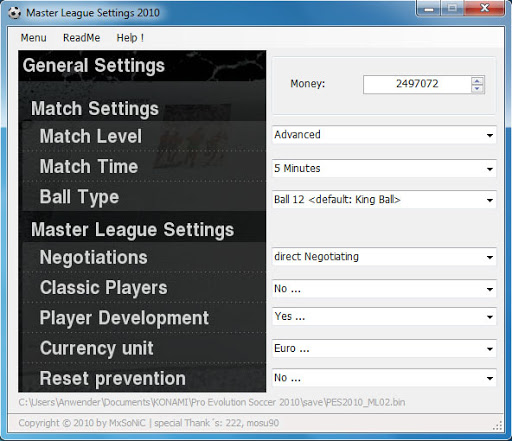 Master League Settings 2010
Menu ReadMe Help !
General Settings
Money: 2497072
Match Settings
Match Level Advanced
Match Time 5 Minutes
Ball Type Ball 12 <default: King Ball>
Master League Settings
Negotiations direct Negotiating
Classic Players No ...
Player Development Yes ...
Currency unit Euro ...
Reset prevention No ...
C:\Users\Anwender\Documents\KONAMI\Pro Evolution Soccer 2010\save\PES2010_ML02.bin
Copyright © 2010 by MxSoNiC | special Thank´s: 222, mosu90